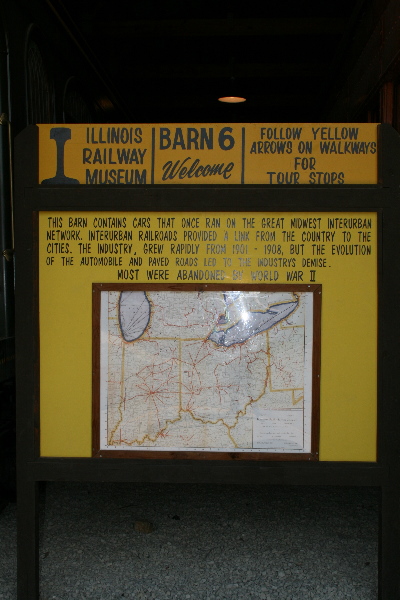 ILLINOIS
RAILWAY
MUSEUM
BARN 6
Welcome
FOLLOW YELLOW
ARROWS ON WALKWAYS
FOR
TOUR STOPS
THIS BARN CONTAINS CARS THAT ONCE RAN ON THE GREAT MIDWEST INTERURBAN
NETWORK. INTERURBAN RAILROADS PROVIDED A LINK FROM THE COUNTRY TO THE
CITIES. THE INDUSTRY, GREW RAPIDLY FROM 1901 - 1908, BUT THE EVOLUTION
OF THE AUTOMOBILE AND PAVED ROADS LED TO THE INDUSTRYS DEMISE.
MOST WERE ABANDONED BY WORLD WAR II